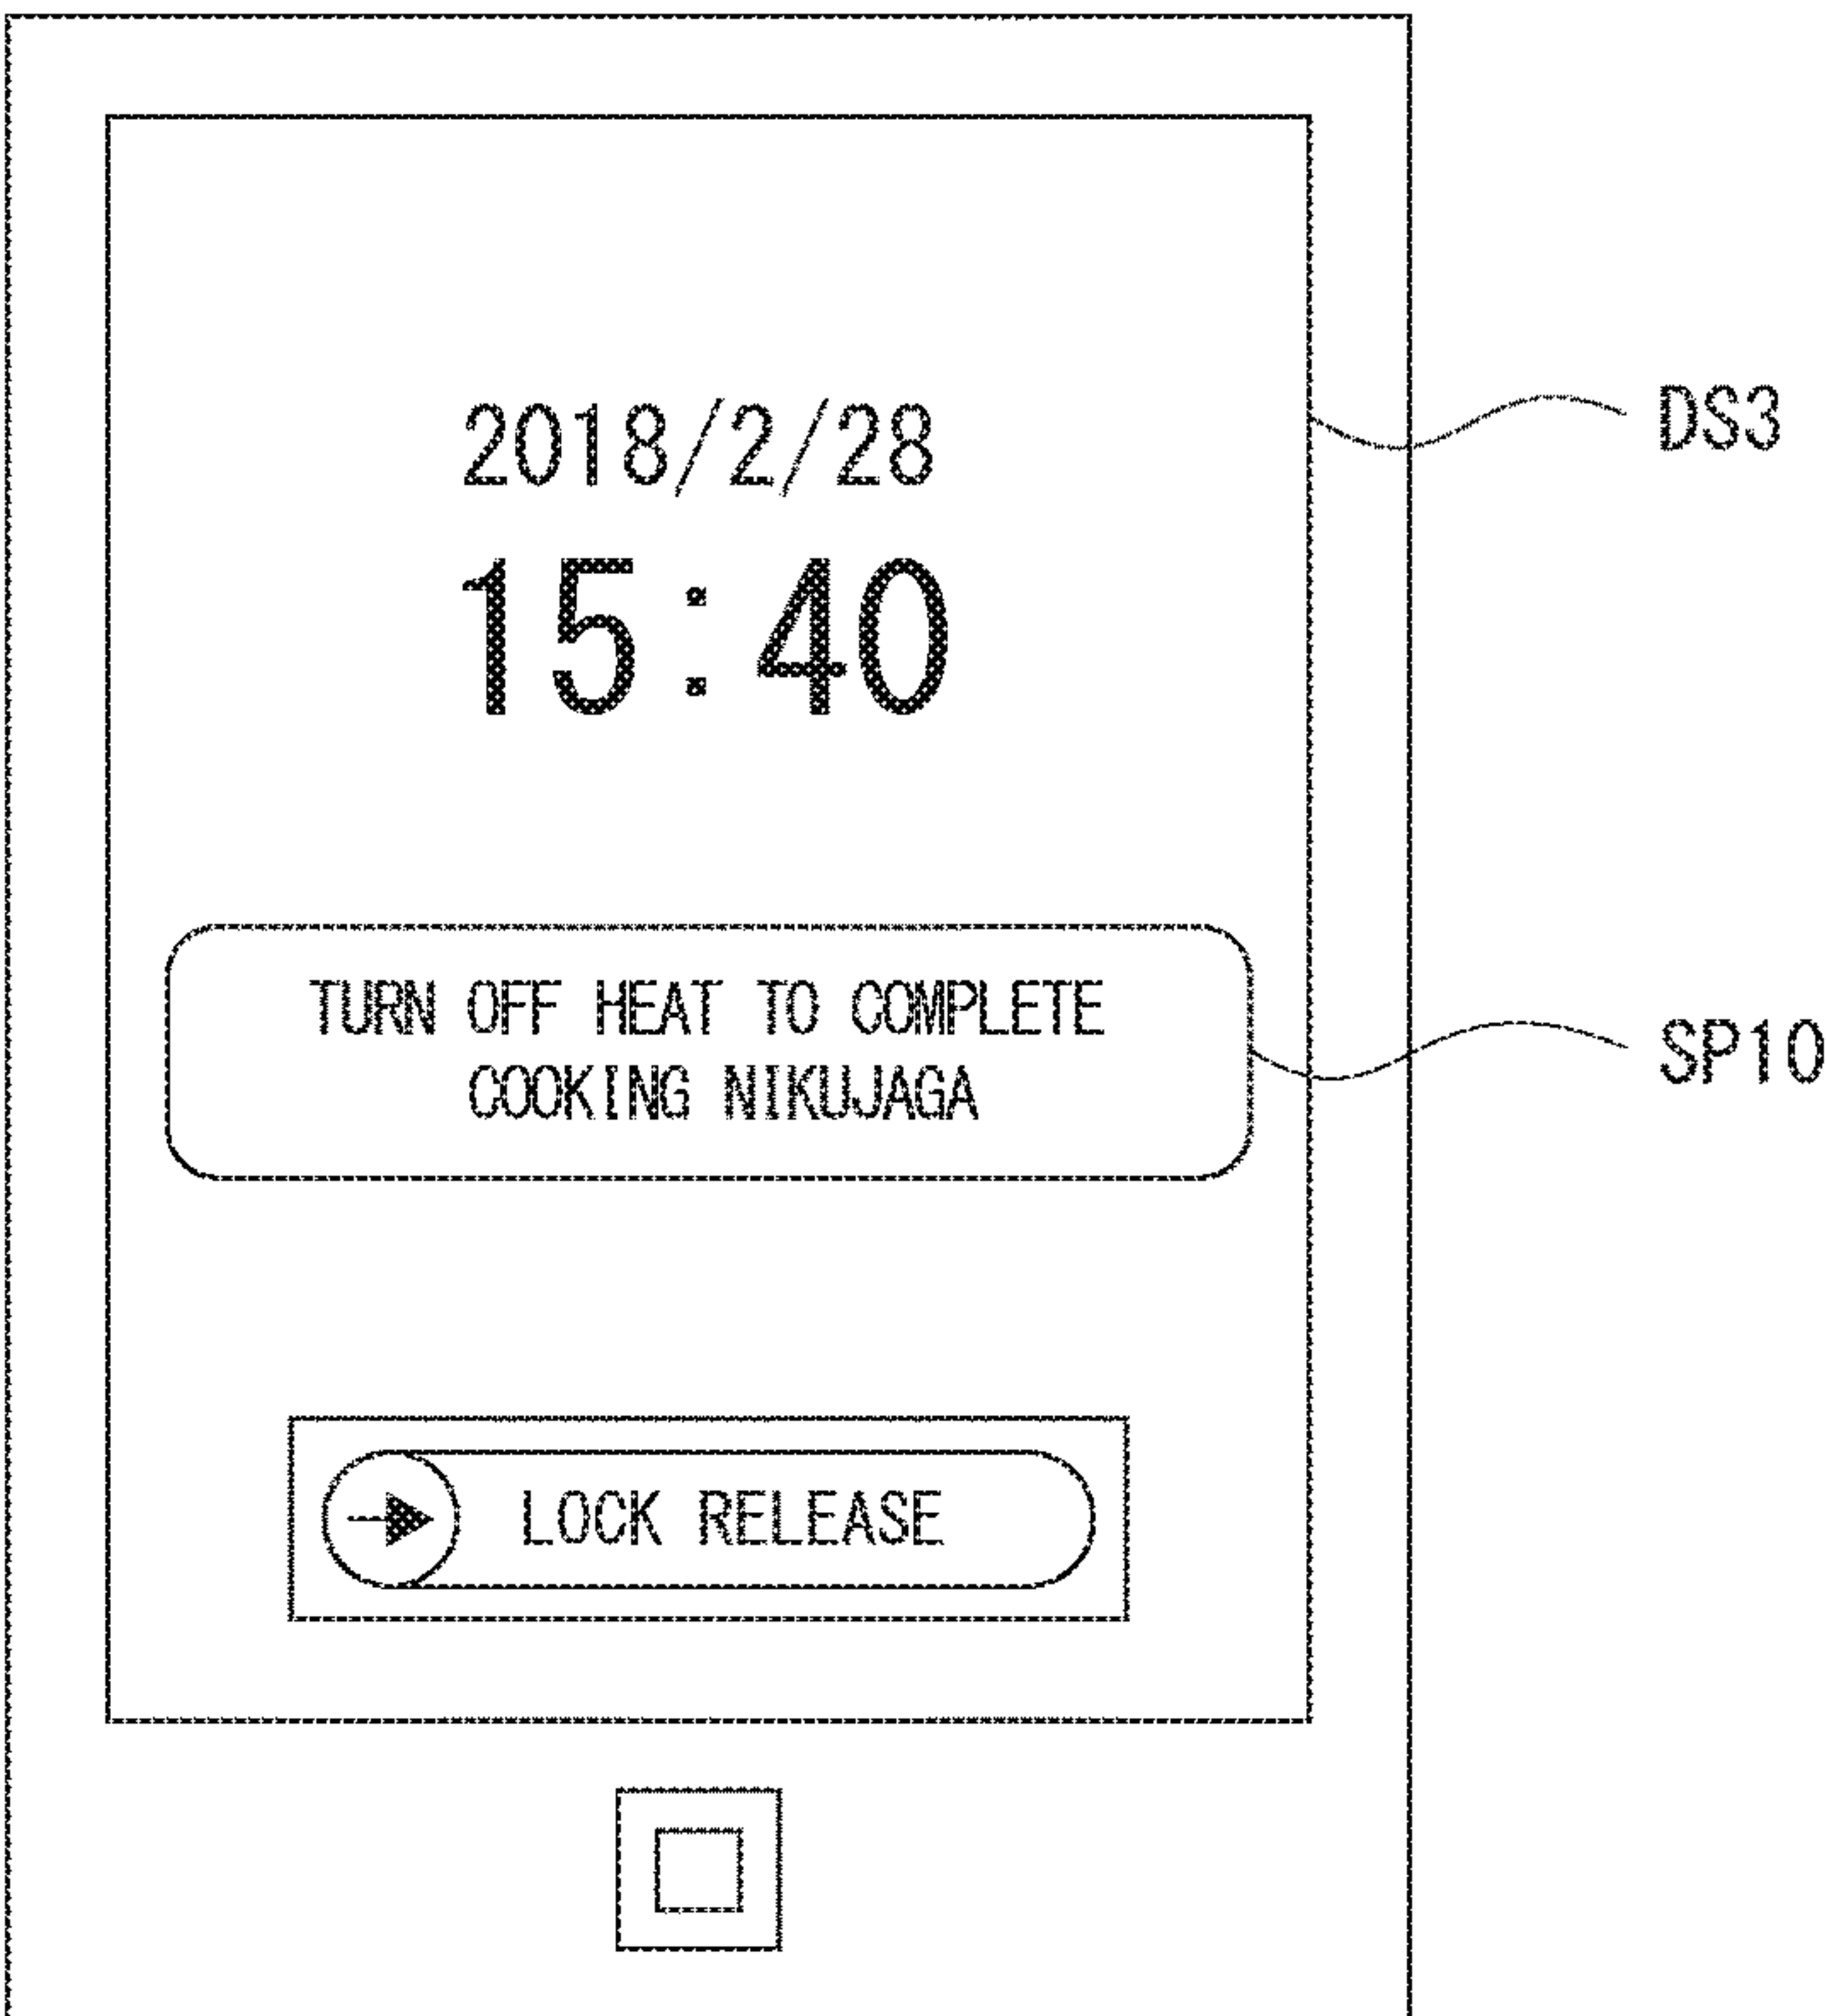 2018/2/28
DS3
15:40
TURN OFF HEAT TO COMPLETE
COOKING NIKUJAGA
SP10
LOCK RELEASE